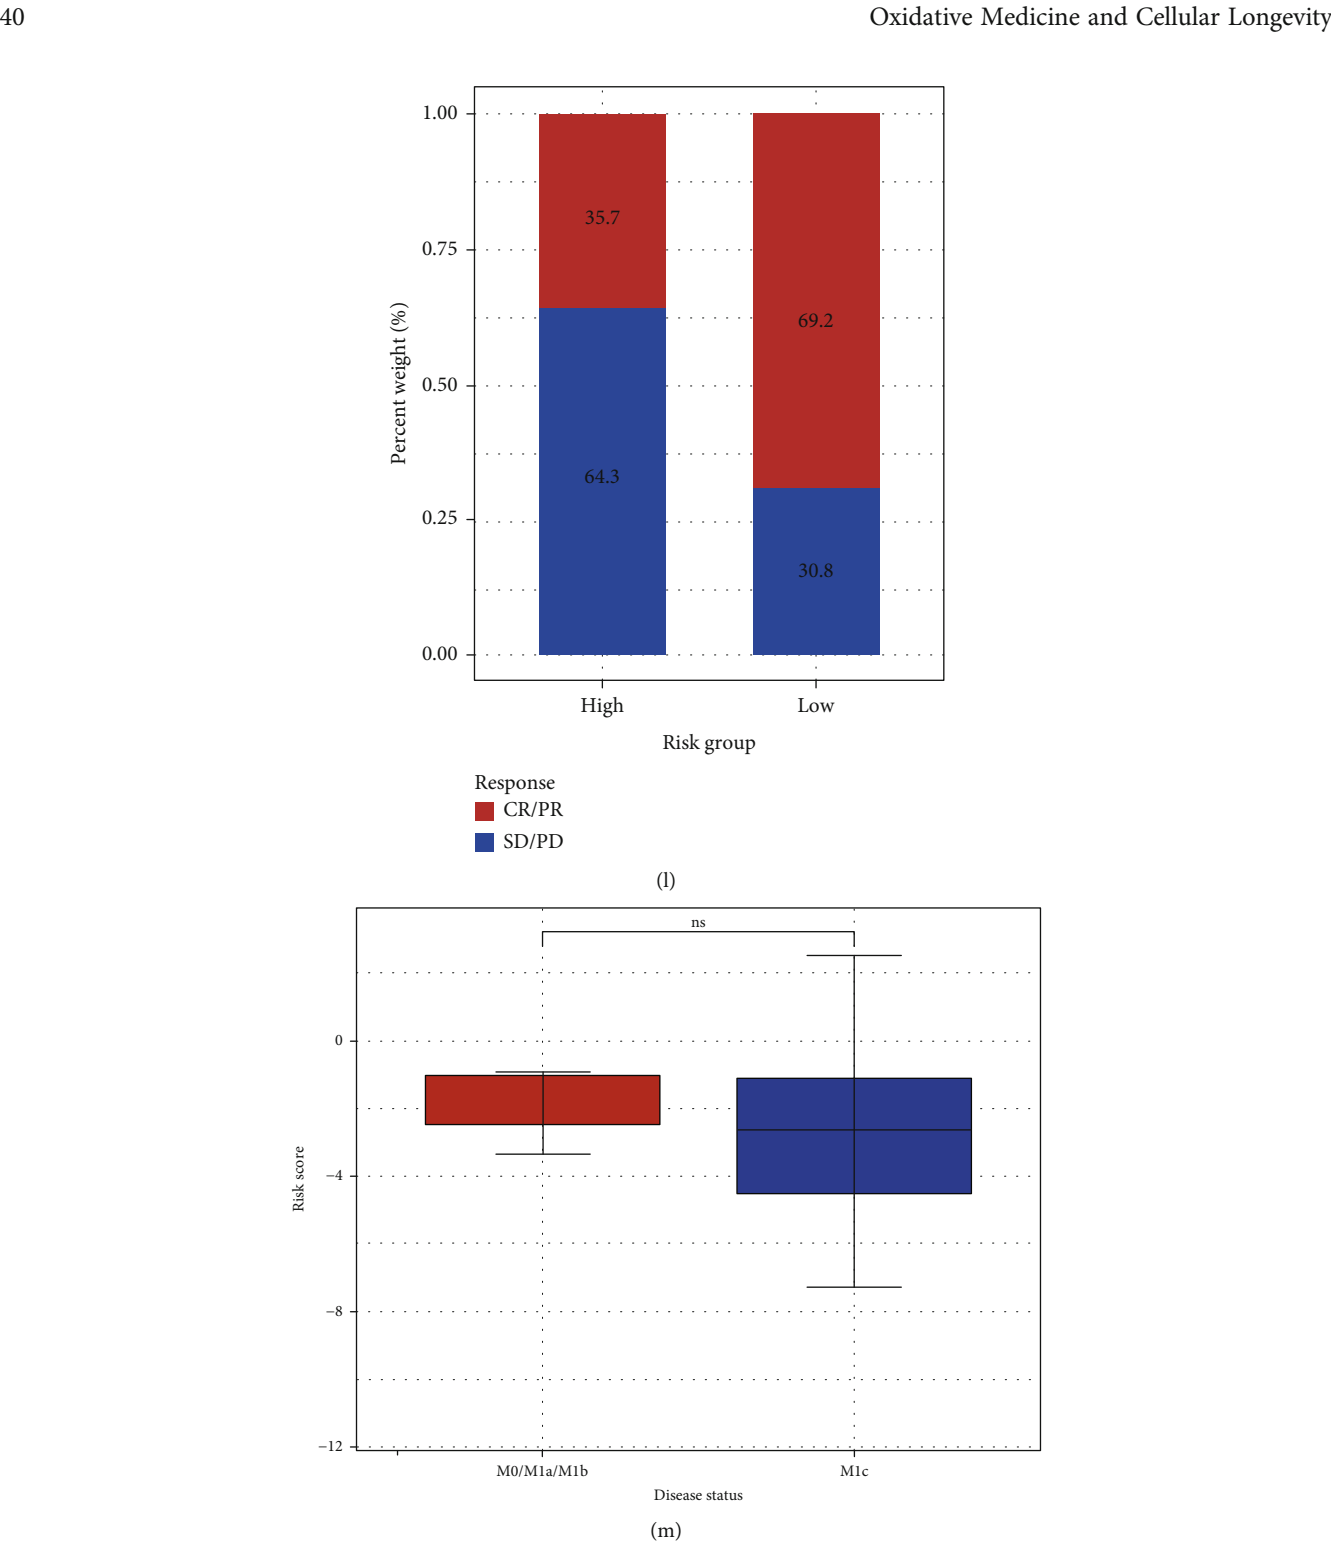 40
Oxidative Medicine and Cellular Longevity
1.00
0.75
0.50
0.25
0.00
Percent weight (%)
35.7
64.3
69.2
30.8
High
Low
Risk group
Response
CR/PR
SD/PD
(l)
ns
0
−4
−8
−12
Risk score
M0/M1a/M1b
M1c
Disease status
(m)